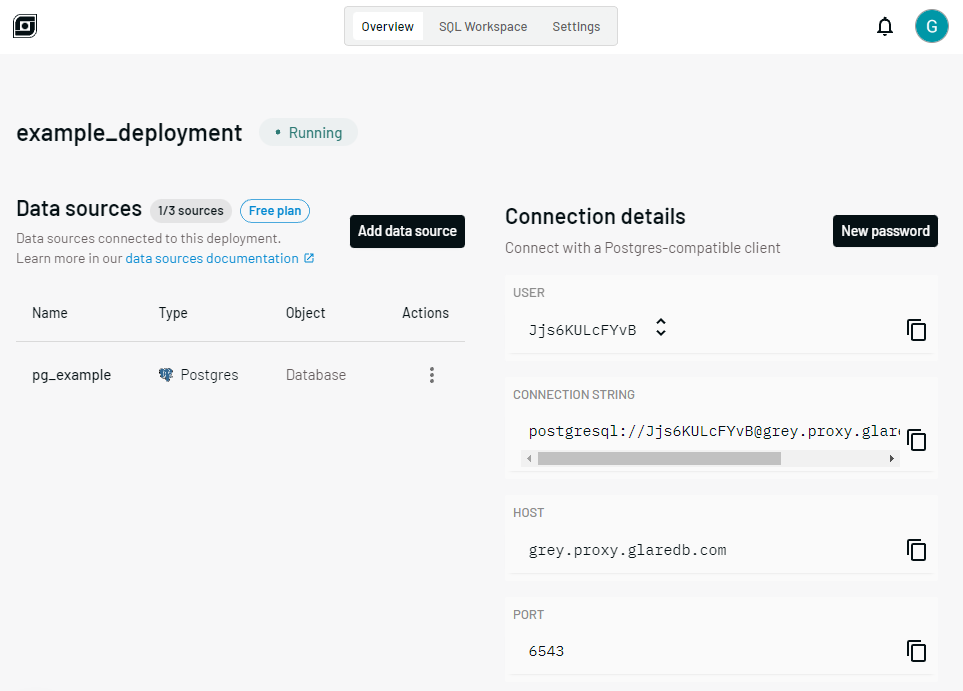 Overview
SQL Workspace
Settings
G
example_deployment
Running
Data sources
1/3 sources
Free plan
Data sources connected to this deployment.
Learn more in our data sources documentation
Add data source
Name Type Object Actions
pg_example Postgres Database
Connection details
Connect with a Postgres-compatible client
New password
USER
Jjs6KULcFYvB
CONNECTION STRING
postgresql://Jjs6KULcFYvB@grey.proxy.glare
HOST
grey.proxy.glaredb.com
PORT
6543